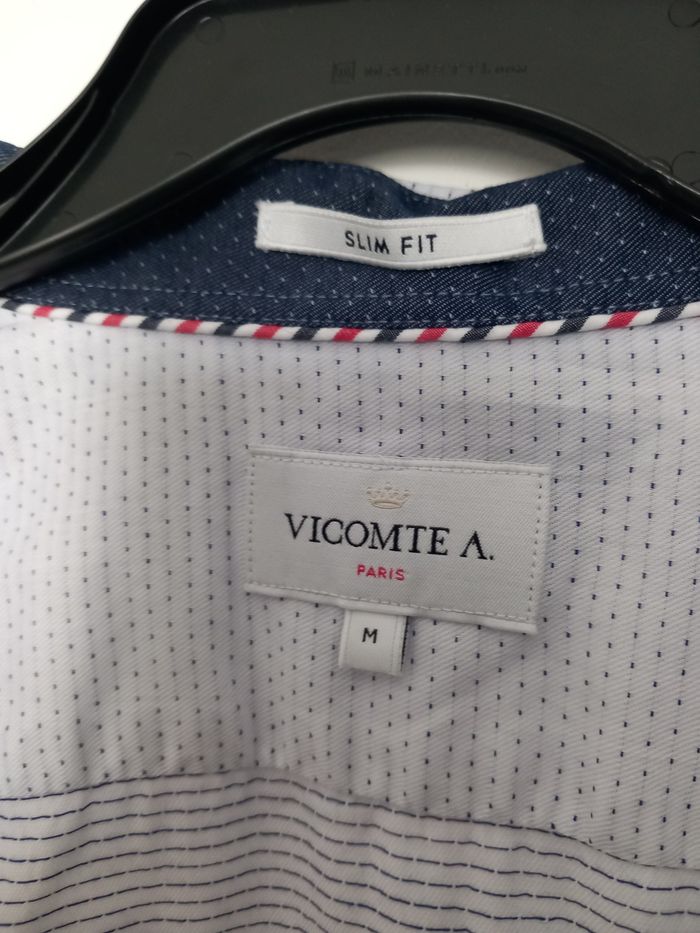 SLIM FIT
VICOMTE A.
PARIS
M